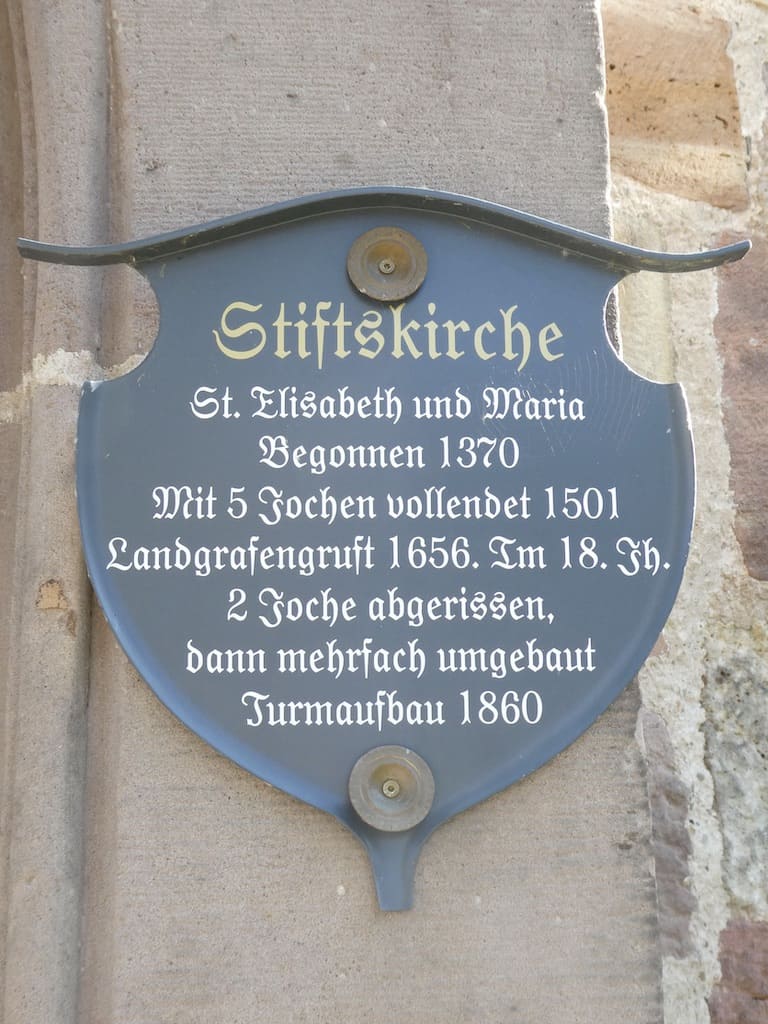 Stiftskirche
St. Elisabeth und Maria
Begonnen 1370
Mit 5 Jochen vollendet 1501
Landgrafengruft 1656. Im 18. Jh.
2 Joche abgerissen,
dann mehrfach umgebaut
Turmaufbau 1860